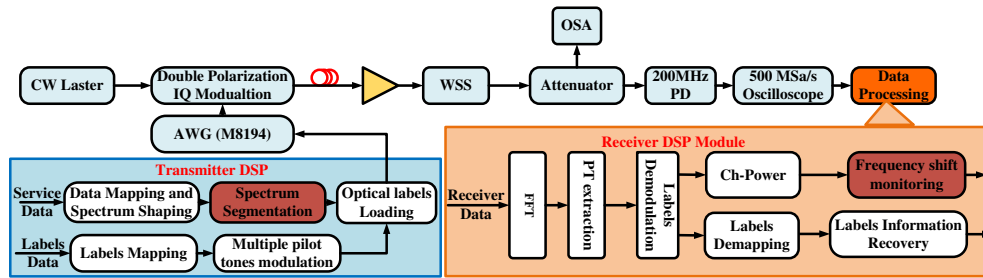 OSA
CW Laster
Double Polarization
IQ Modualtion
WSS
Attenuator
200MHz
PD
500 MSa/s
Oscilloscope
Data
Processing
AWG (M8194)
Transmitter DSP
Service
Data
Data Mapping and
Spectrum Shaping
Spectrum
Segmentation
Optical labels
Loading
Labels
Data
Labels Mapping
Multiple pilot
tones modulation
Receiver DSP Module
Receiver
Data
FFT
PT extraction
Labels
Demodulation
Ch-Power
Frequency shift
monitoring
Labels
Demapping
Labels Information
Recovery